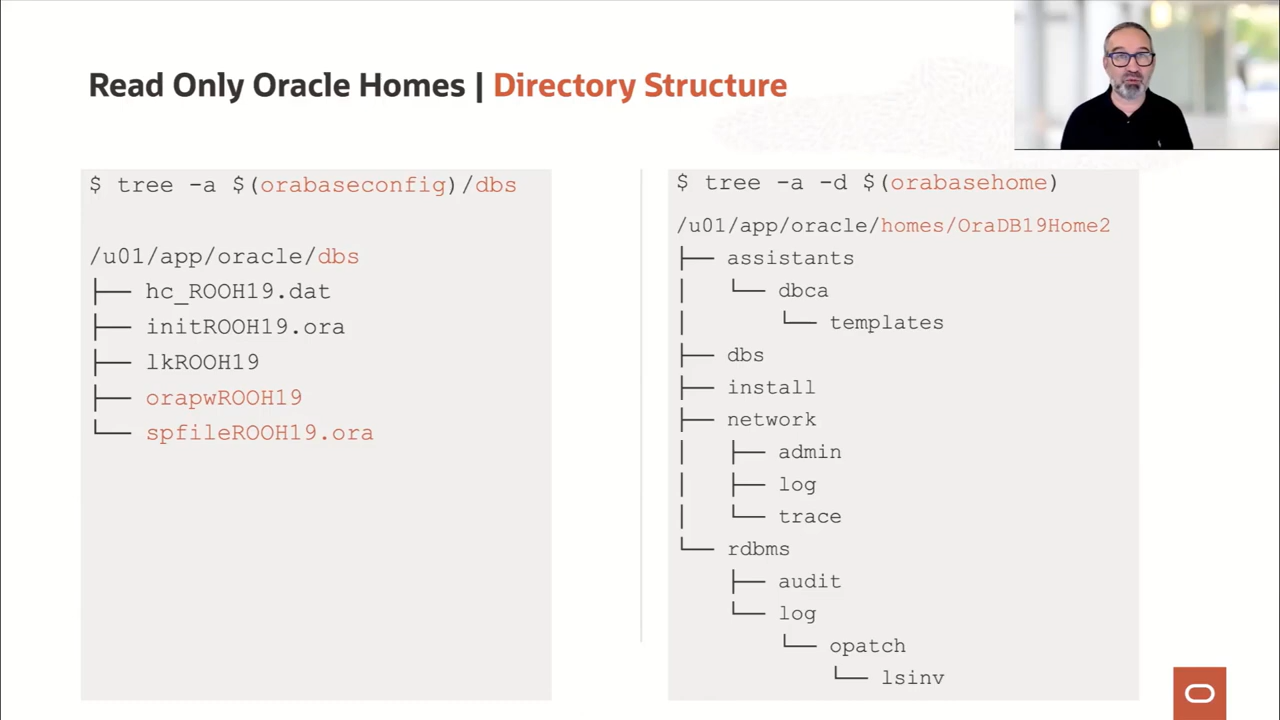 Read Only Oracle Homes | Directory Structure
$ tree -a $(orabaseconfig)/dbs
/u01/app/oracle/dbs
├── hc_ROOH19.dat
├── initROOH19.ora
├── lkROOH19
├── orapwROOH19
└── spfileROOH19.ora
$ tree -a -d $(orabasehome)
/u01/app/oracle/homes/OraDB19Home2
├── assistants
│   └── dbca
│       └── templates
├── dbs
├── install
├── network
│   ├── admin
│   ├── log
│   └── trace
└── rdbms
    ├── audit
    └── log
        └── opatch
            └── lsinv